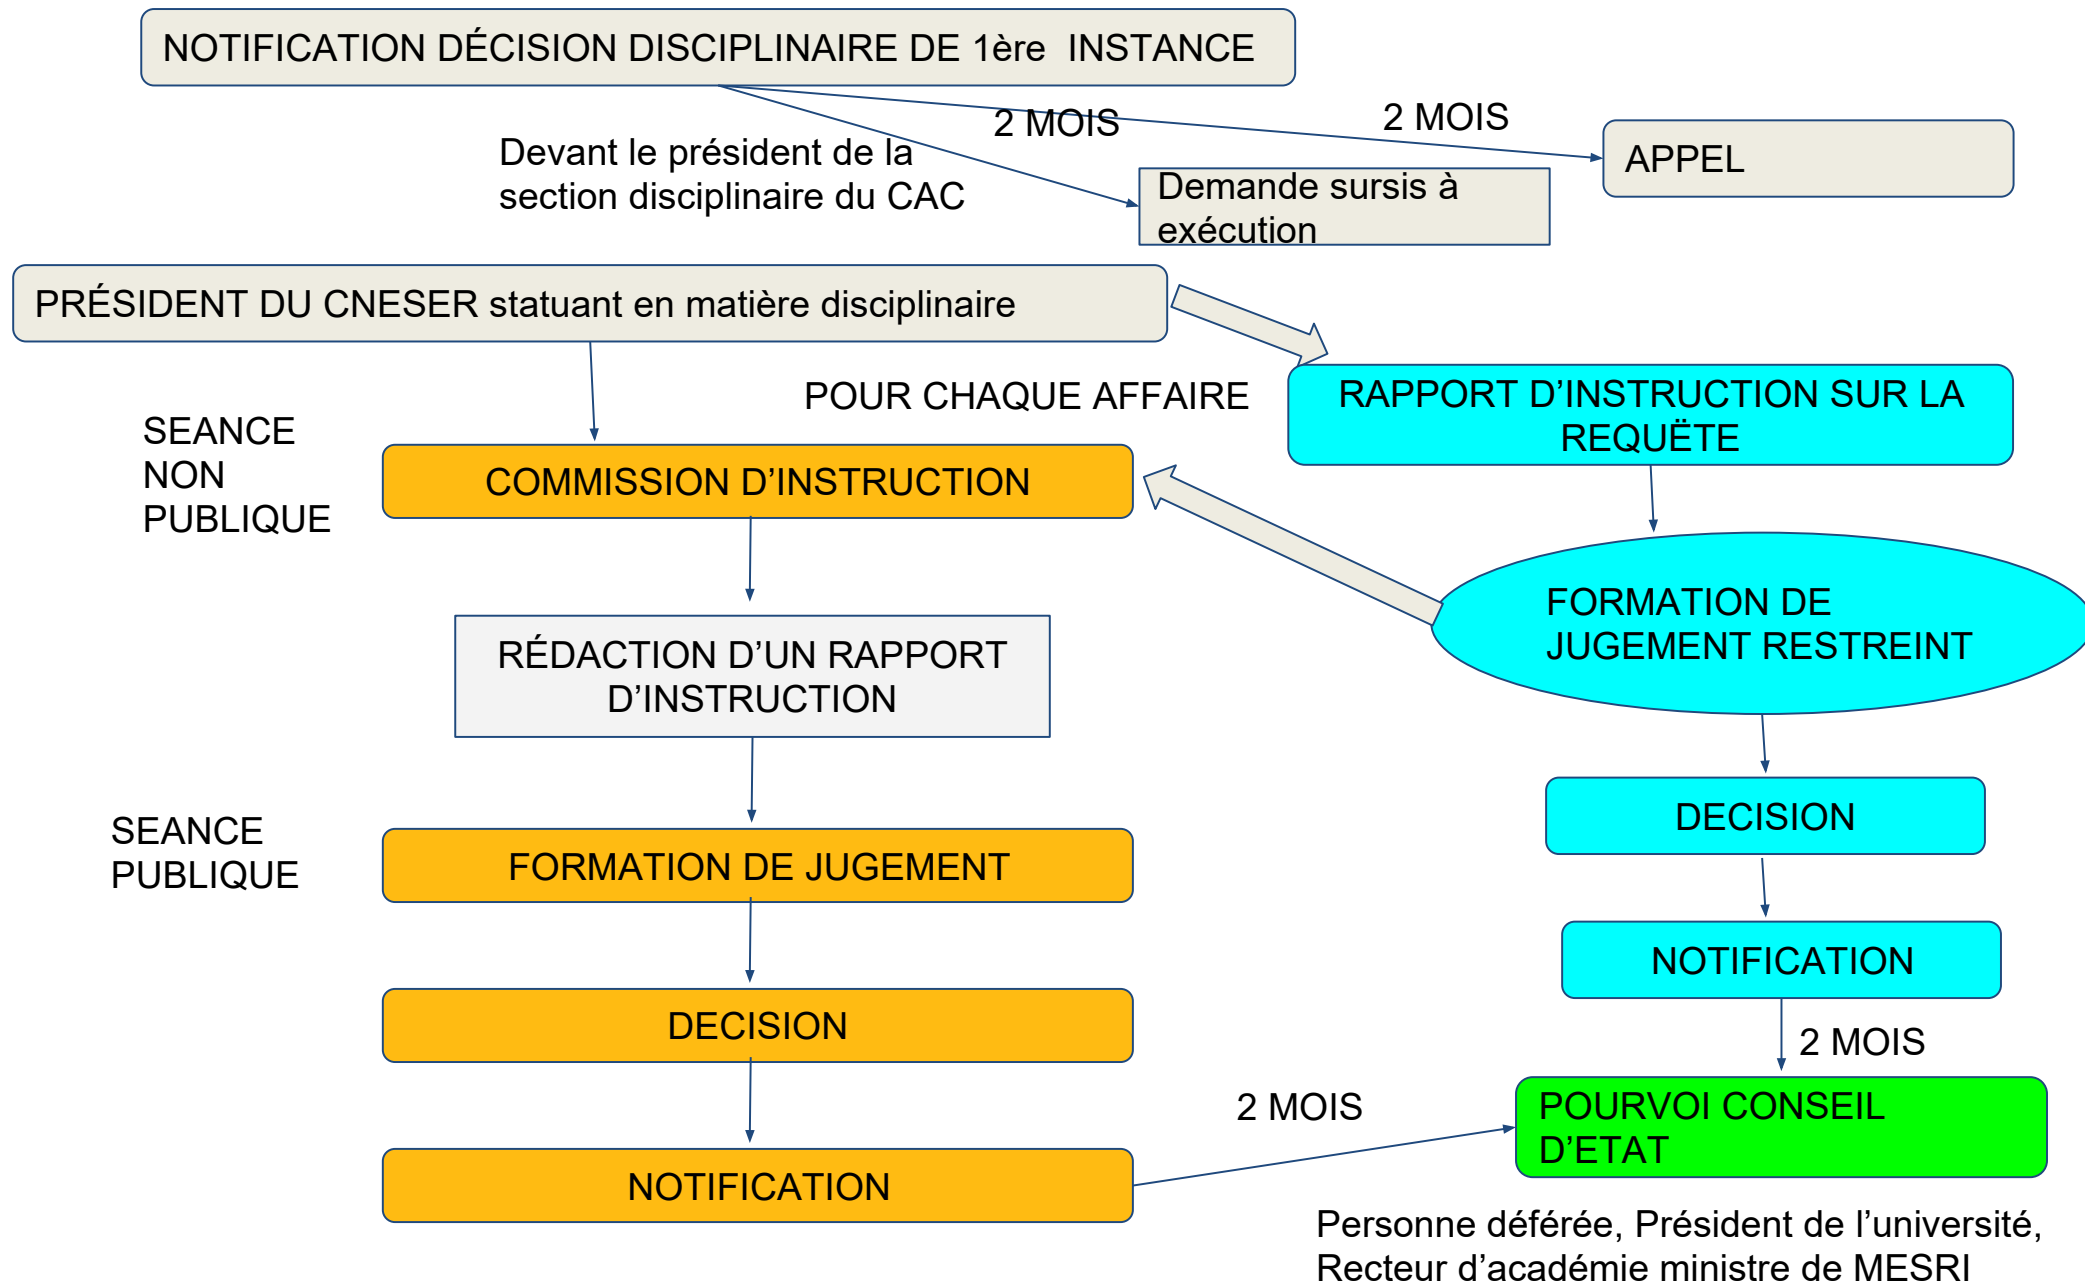 NOTIFICATION DÉCISION DISCIPLINAIRE DE 1ère  INSTANCE
2 MOIS
2 MOIS
Devant le président de la
section disciplinaire du CAC
APPEL
Demande sursis à
exécution
PRÉSIDENT DU CNESER statuant en matière disciplinaire
POUR CHAQUE AFFAIRE
RAPPORT D’INSTRUCTION SUR LA
REQUËTE
SEANCE
NON
PUBLIQUE
COMMISSION D’INSTRUCTION
FORMATION DE
JUGEMENT RESTREINT
RÉDACTION D’UN RAPPORT
D’INSTRUCTION
DECISION
SEANCE
PUBLIQUE
FORMATION DE JUGEMENT
NOTIFICATION
DECISION
2 MOIS
2 MOIS
POURVOI CONSEIL
D’ETAT
NOTIFICATION
Personne déférée, Président de l’université,
Recteur d’académie ministre de MESRI